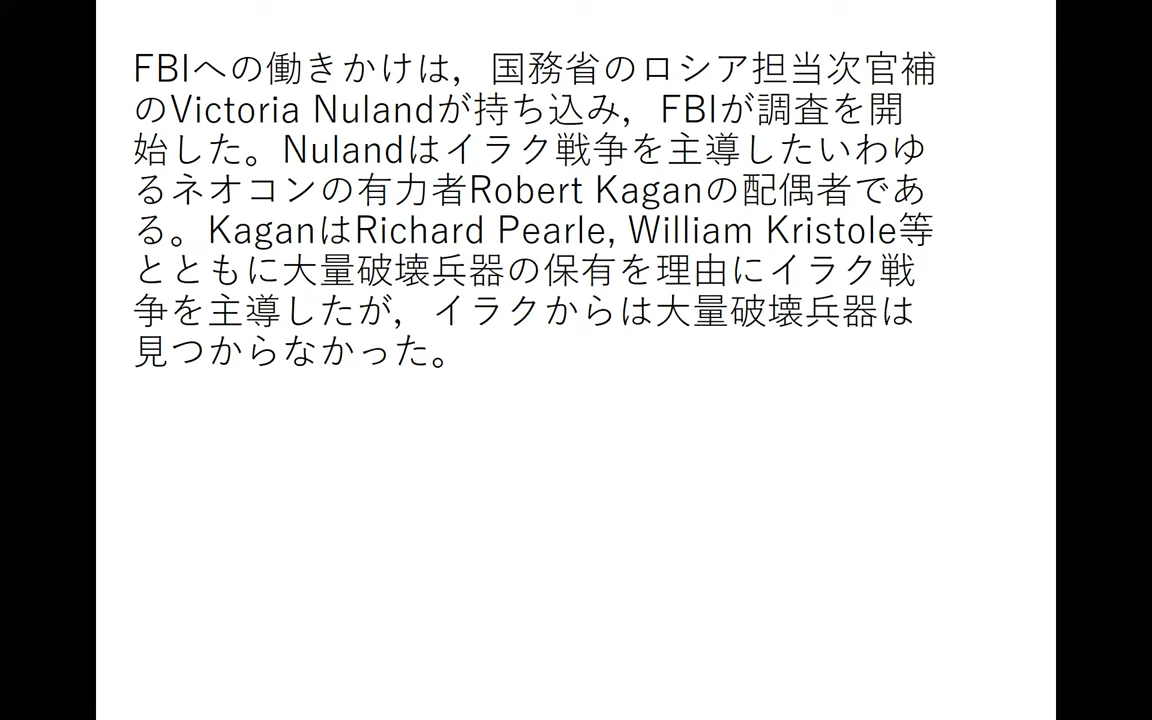 FBIへの働きかけは，国務省のロシア担当次官補
のVictoria Nulandが持ち込み，FBIが調査を開
始した。Nulandはイラク戦争を主導したいわゆ
るネオコンの有力者Robert Kaganの配偶者であ
る。KaganはRichard Pearle, William Kristole等
とともに大量破壊兵器の保有を理由にイラク戦
争を主導したが，イラクからは大量破壊兵器は
見つからなかった。